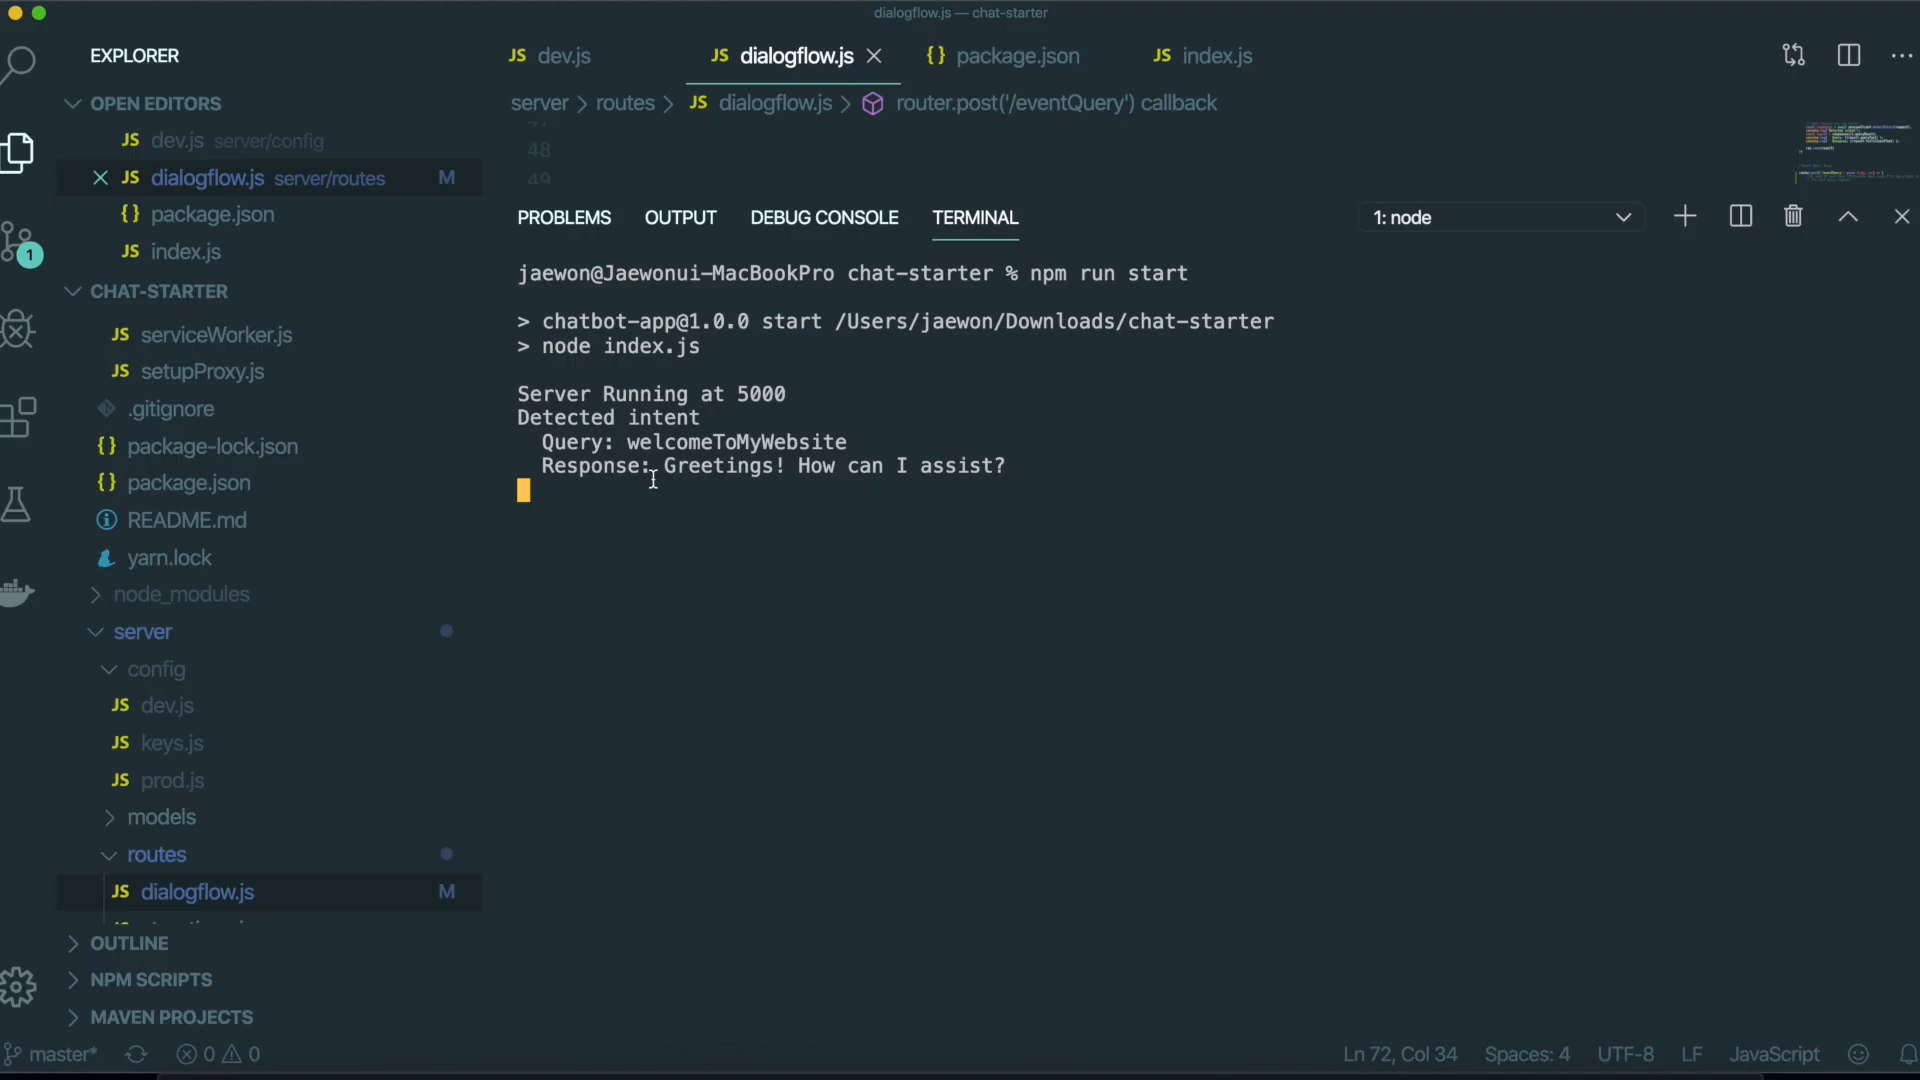 dialogflow.js — chat-starter
EXPLORER
OPEN EDITORS
JS dev.js server/config
JS dialogflow.js server/routes M
{} package.json
JS index.js
CHAT-STARTER
JS serviceWorker.js
JS setupProxy.js
.gitignore
{} package-lock.json
{} package.json
README.md
yarn.lock
node_modules
server
config
JS dev.js
JS keys.js
JS prod.js
models
routes
JS dialogflow.js M
OUTLINE
NPM SCRIPTS
MAVEN PROJECTS
1
JS dev.js
JS dialogflow.js
{} package.json
JS index.js
server > routes > JS dialogflow.js > router.post('/eventQuery') callback
48
49
PROBLEMS OUTPUT DEBUG CONSOLE TERMINAL
1: node
jaewon@Jaewonui-MacBookPro chat-starter % npm run start
> chatbot-app@1.0.0 start /Users/jaewon/Downloads/chat-starter
> node index.js
Server Running at 5000
Detected intent
Query: welcomeToMyWebsite
Response: Greetings! How can I assist?
master* 0 0
Ln 72, Col 34 Spaces: 4 UTF-8 LF JavaScript